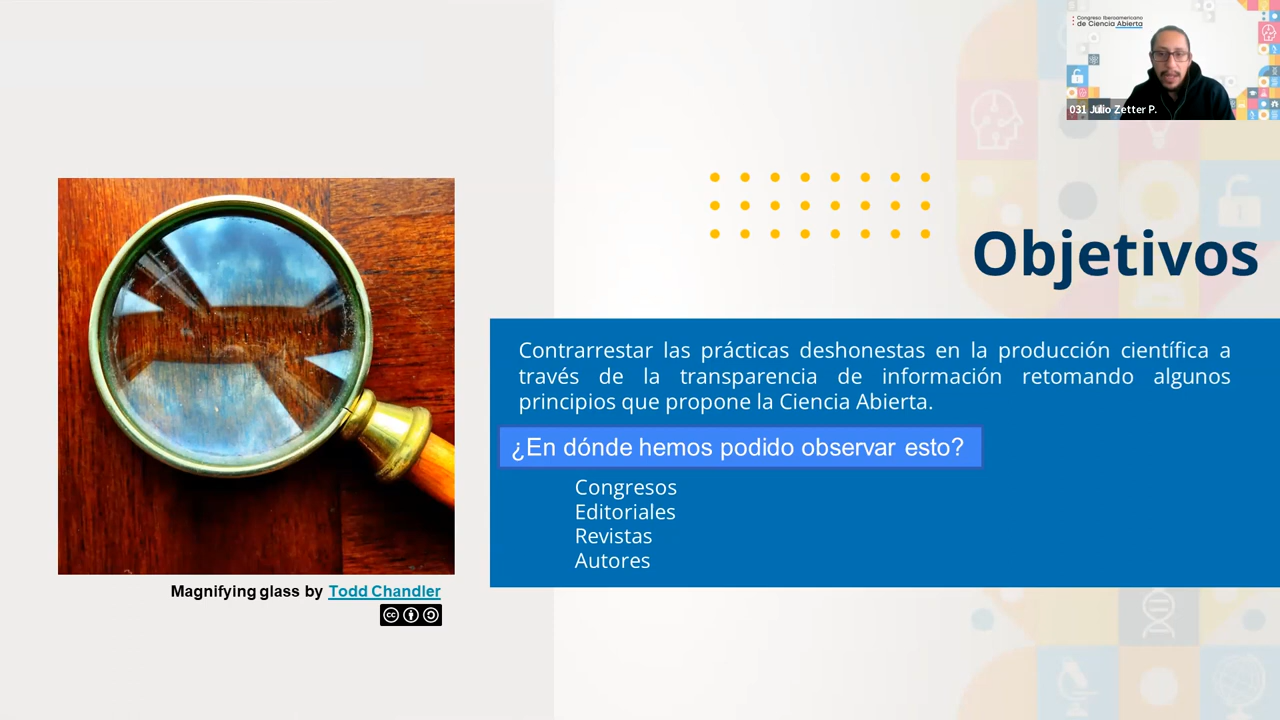 Congreso Iberoamericano
de Ciencia Abierta
031 Julio Zetter P.
Objetivos
Contrarrestar las prácticas deshonestas en la producción científica a
través de la transparencia de información retomando algunos
principios que propone la Ciencia Abierta.
¿En dónde hemos podido observar esto?
Congresos
Editoriales
Revistas
Autores
Magnifying glass by Todd Chandler
cc